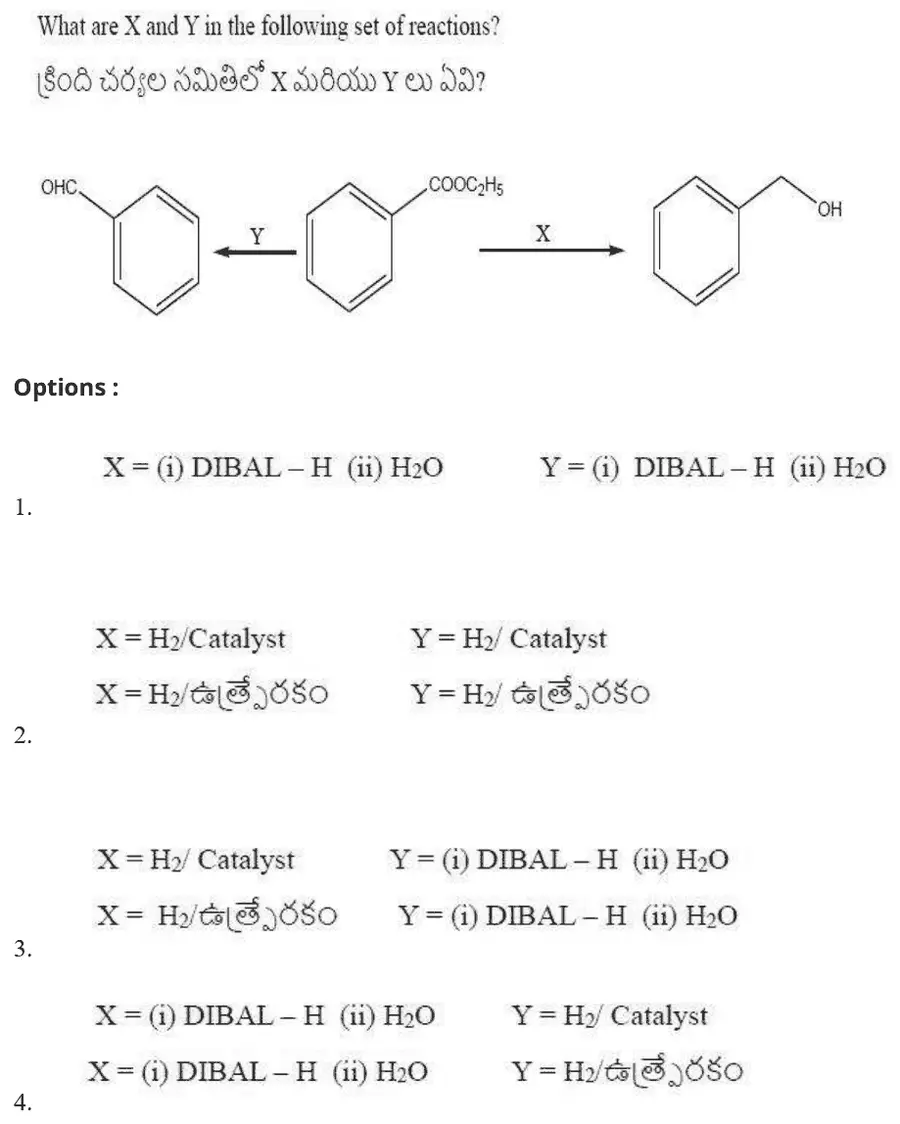 What are X and Y in the following set of reactions?
క్రింది చర్యల సమితిలో X మరియు Y లు ఏవి?
OHC
Y
COOC2H5
X
OH
Options :
X = (i) DIBAL – H (ii) H2O Y = (i) DIBAL – H (ii) H2O
1.
X = H2/Catalyst Y = H2/ Catalyst
X = H2/ఉత్ప్రేరకం Y = H2/ ఉత్ప్రేరకం
2.
X = H2/ Catalyst Y = (i) DIBAL – H (ii) H2O
X = H2/ఉత్ప్రేరకం Y = (i) DIBAL – H (ii) H2O
3.
X = (i) DIBAL – H (ii) H2O Y = H2/ Catalyst
X = (i) DIBAL – H (ii) H2O Y = H2/ఉత్ప్రేరకం
4.